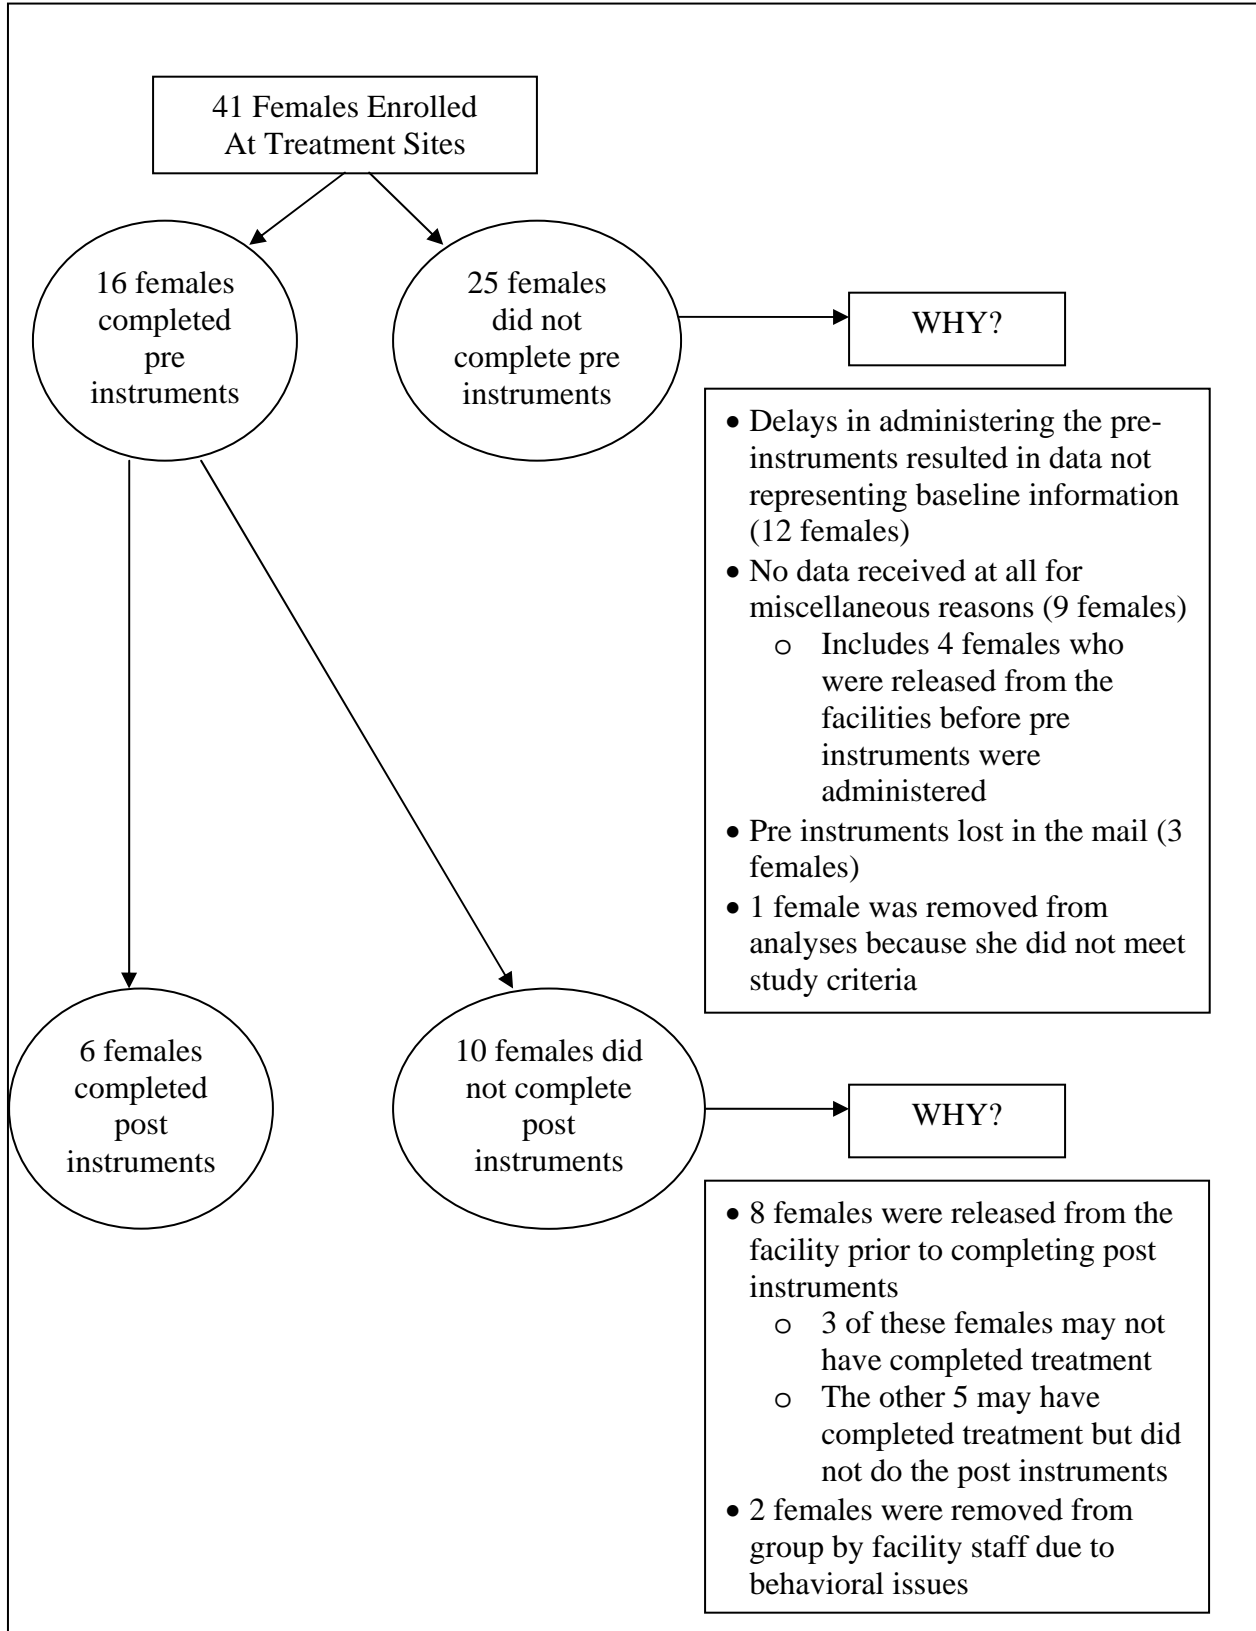 41 Females Enrolled
At Treatment Sites
16 females
completed
pre
instruments
25 females
did not
complete pre
instruments
WHY?
• Delays in administering the pre-
instruments resulted in data not
representing baseline information
(12 females)
• No data received at all for
miscellaneous reasons (9 females)
o Includes 4 females who
were released from the
facilities before pre
instruments were
administered
• Pre instruments lost in the mail (3
females)
• 1 female was removed from
analyses because she did not meet
study criteria
6 females
completed
post
instruments
10 females did
not complete
post
instruments
WHY?
• 8 females were released from the
facility prior to completing post
instruments
o 3 of these females may not
have completed treatment
o The other 5 may have
completed treatment but did
not do the post instruments
• 2 females were removed from
group by facility staff due to
behavioral issues